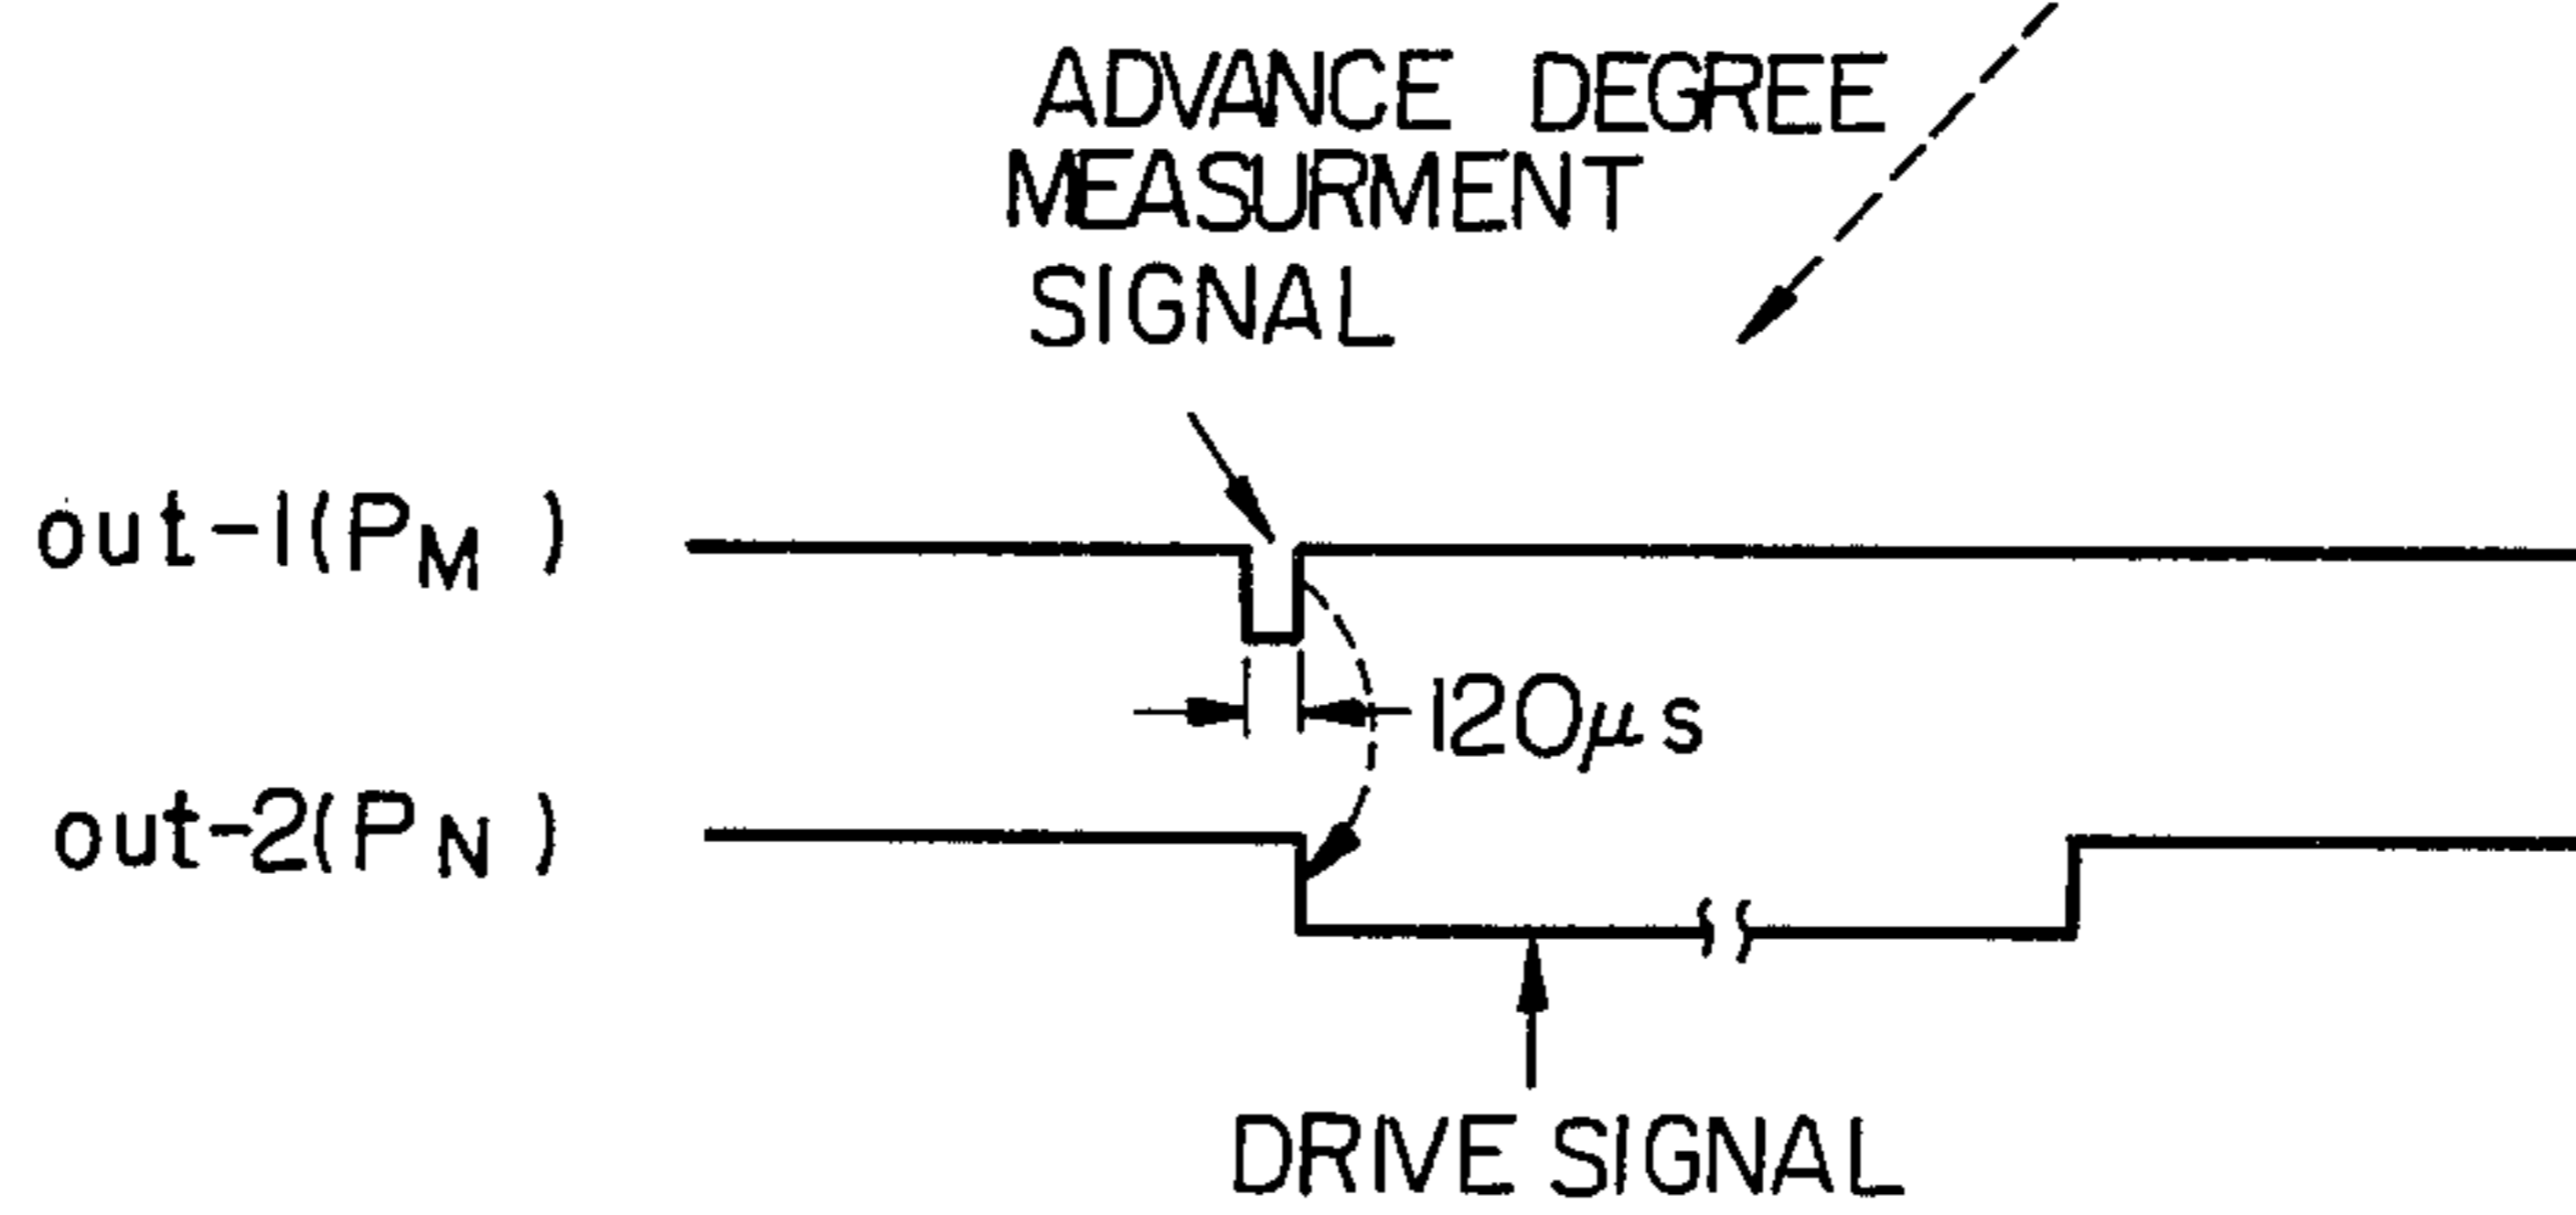 ADVANCE DEGREE
MEASURMENT
SIGNAL
out-1(PM)
120μs
out-2(PN)
DRIVE SIGNAL